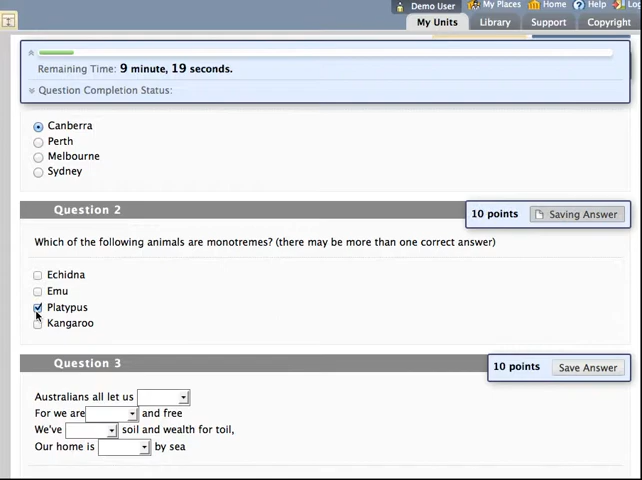 Demo User
My Places
Home
Help
My Units
Library
Support
Copyright
Remaining Time: 9 minute, 19 seconds.
Question Completion Status:
Canberra
Perth
Melbourne
Sydney
Question 2
10 points
Saving Answer
Which of the following animals are monotremes? (there may be more than one correct answer)
Echidna
Emu
Platypus
Kangaroo
Question 3
10 points
Save Answer
Australians all let us
For we are and free
We've soil and wealth for toil,
Our home is by sea